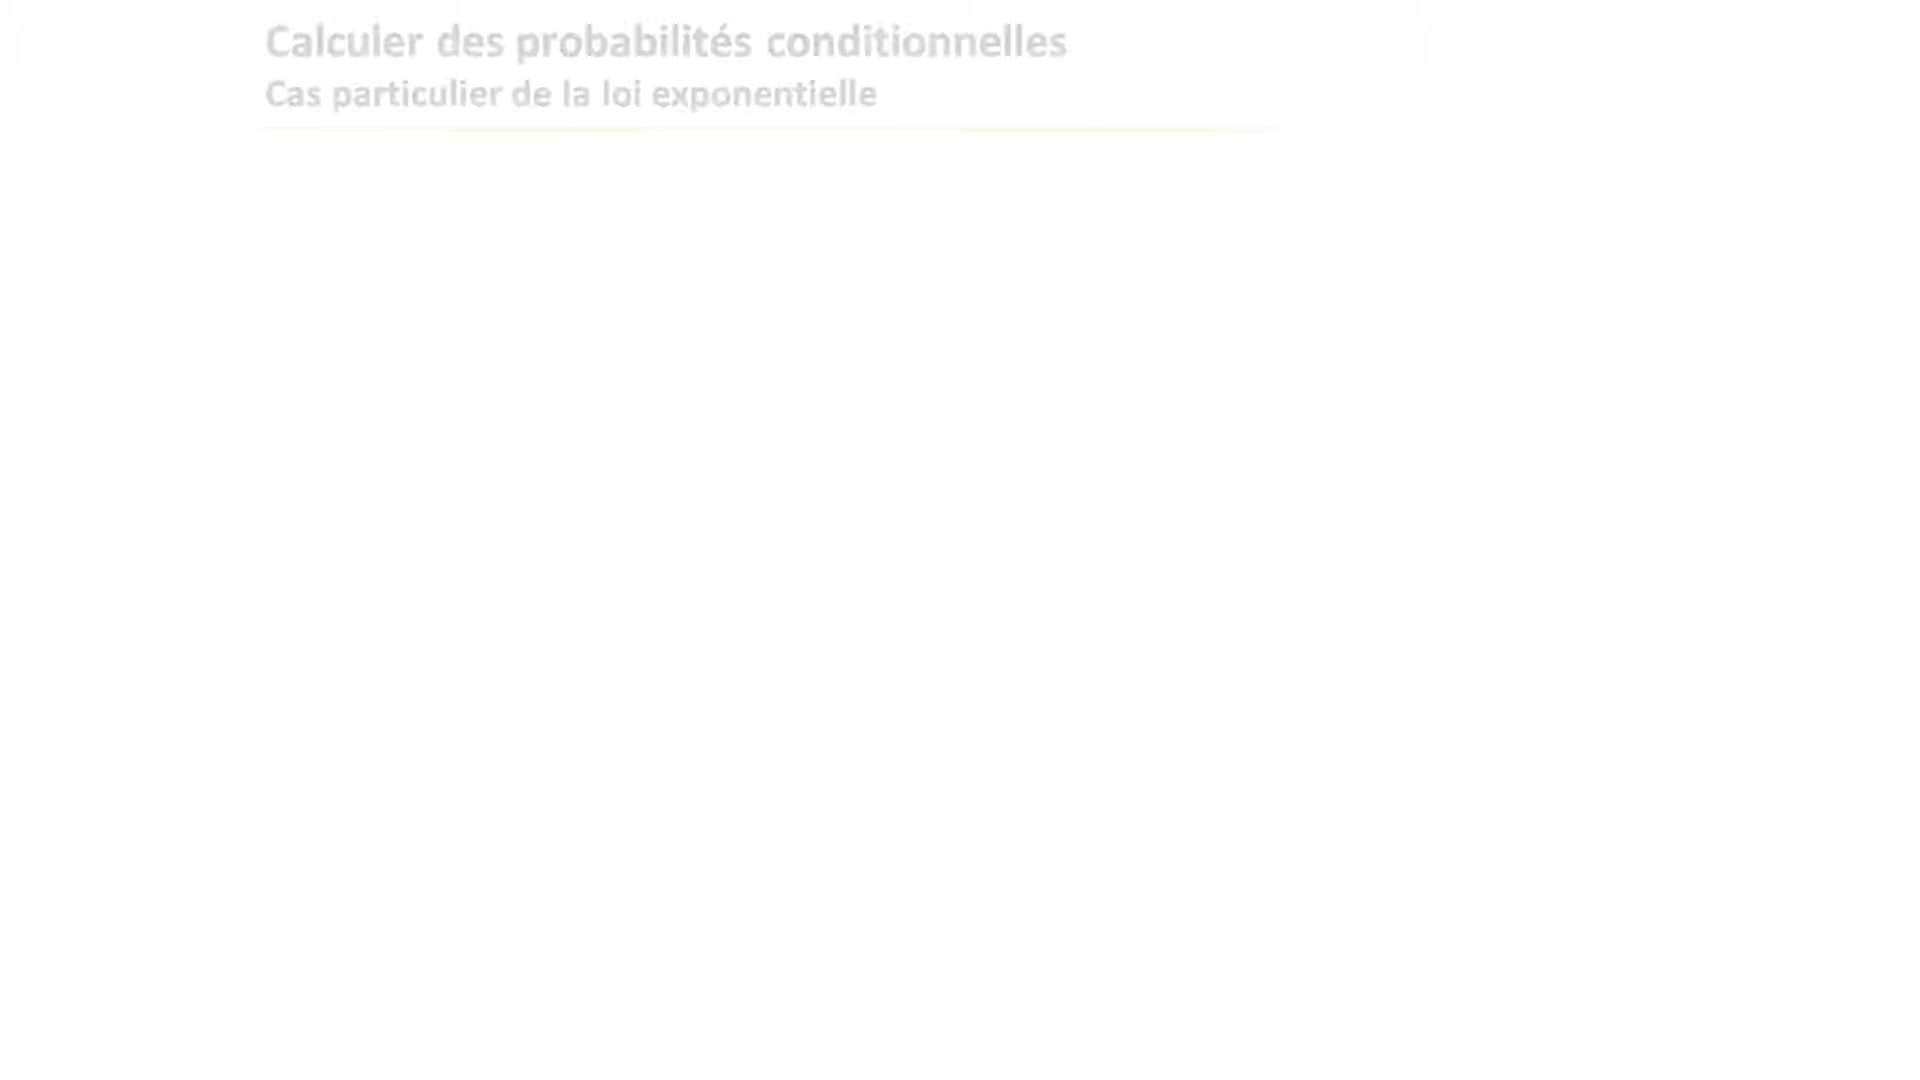 Calculer des probabilités conditionnelles
Cas particulier de la loi exponentielle